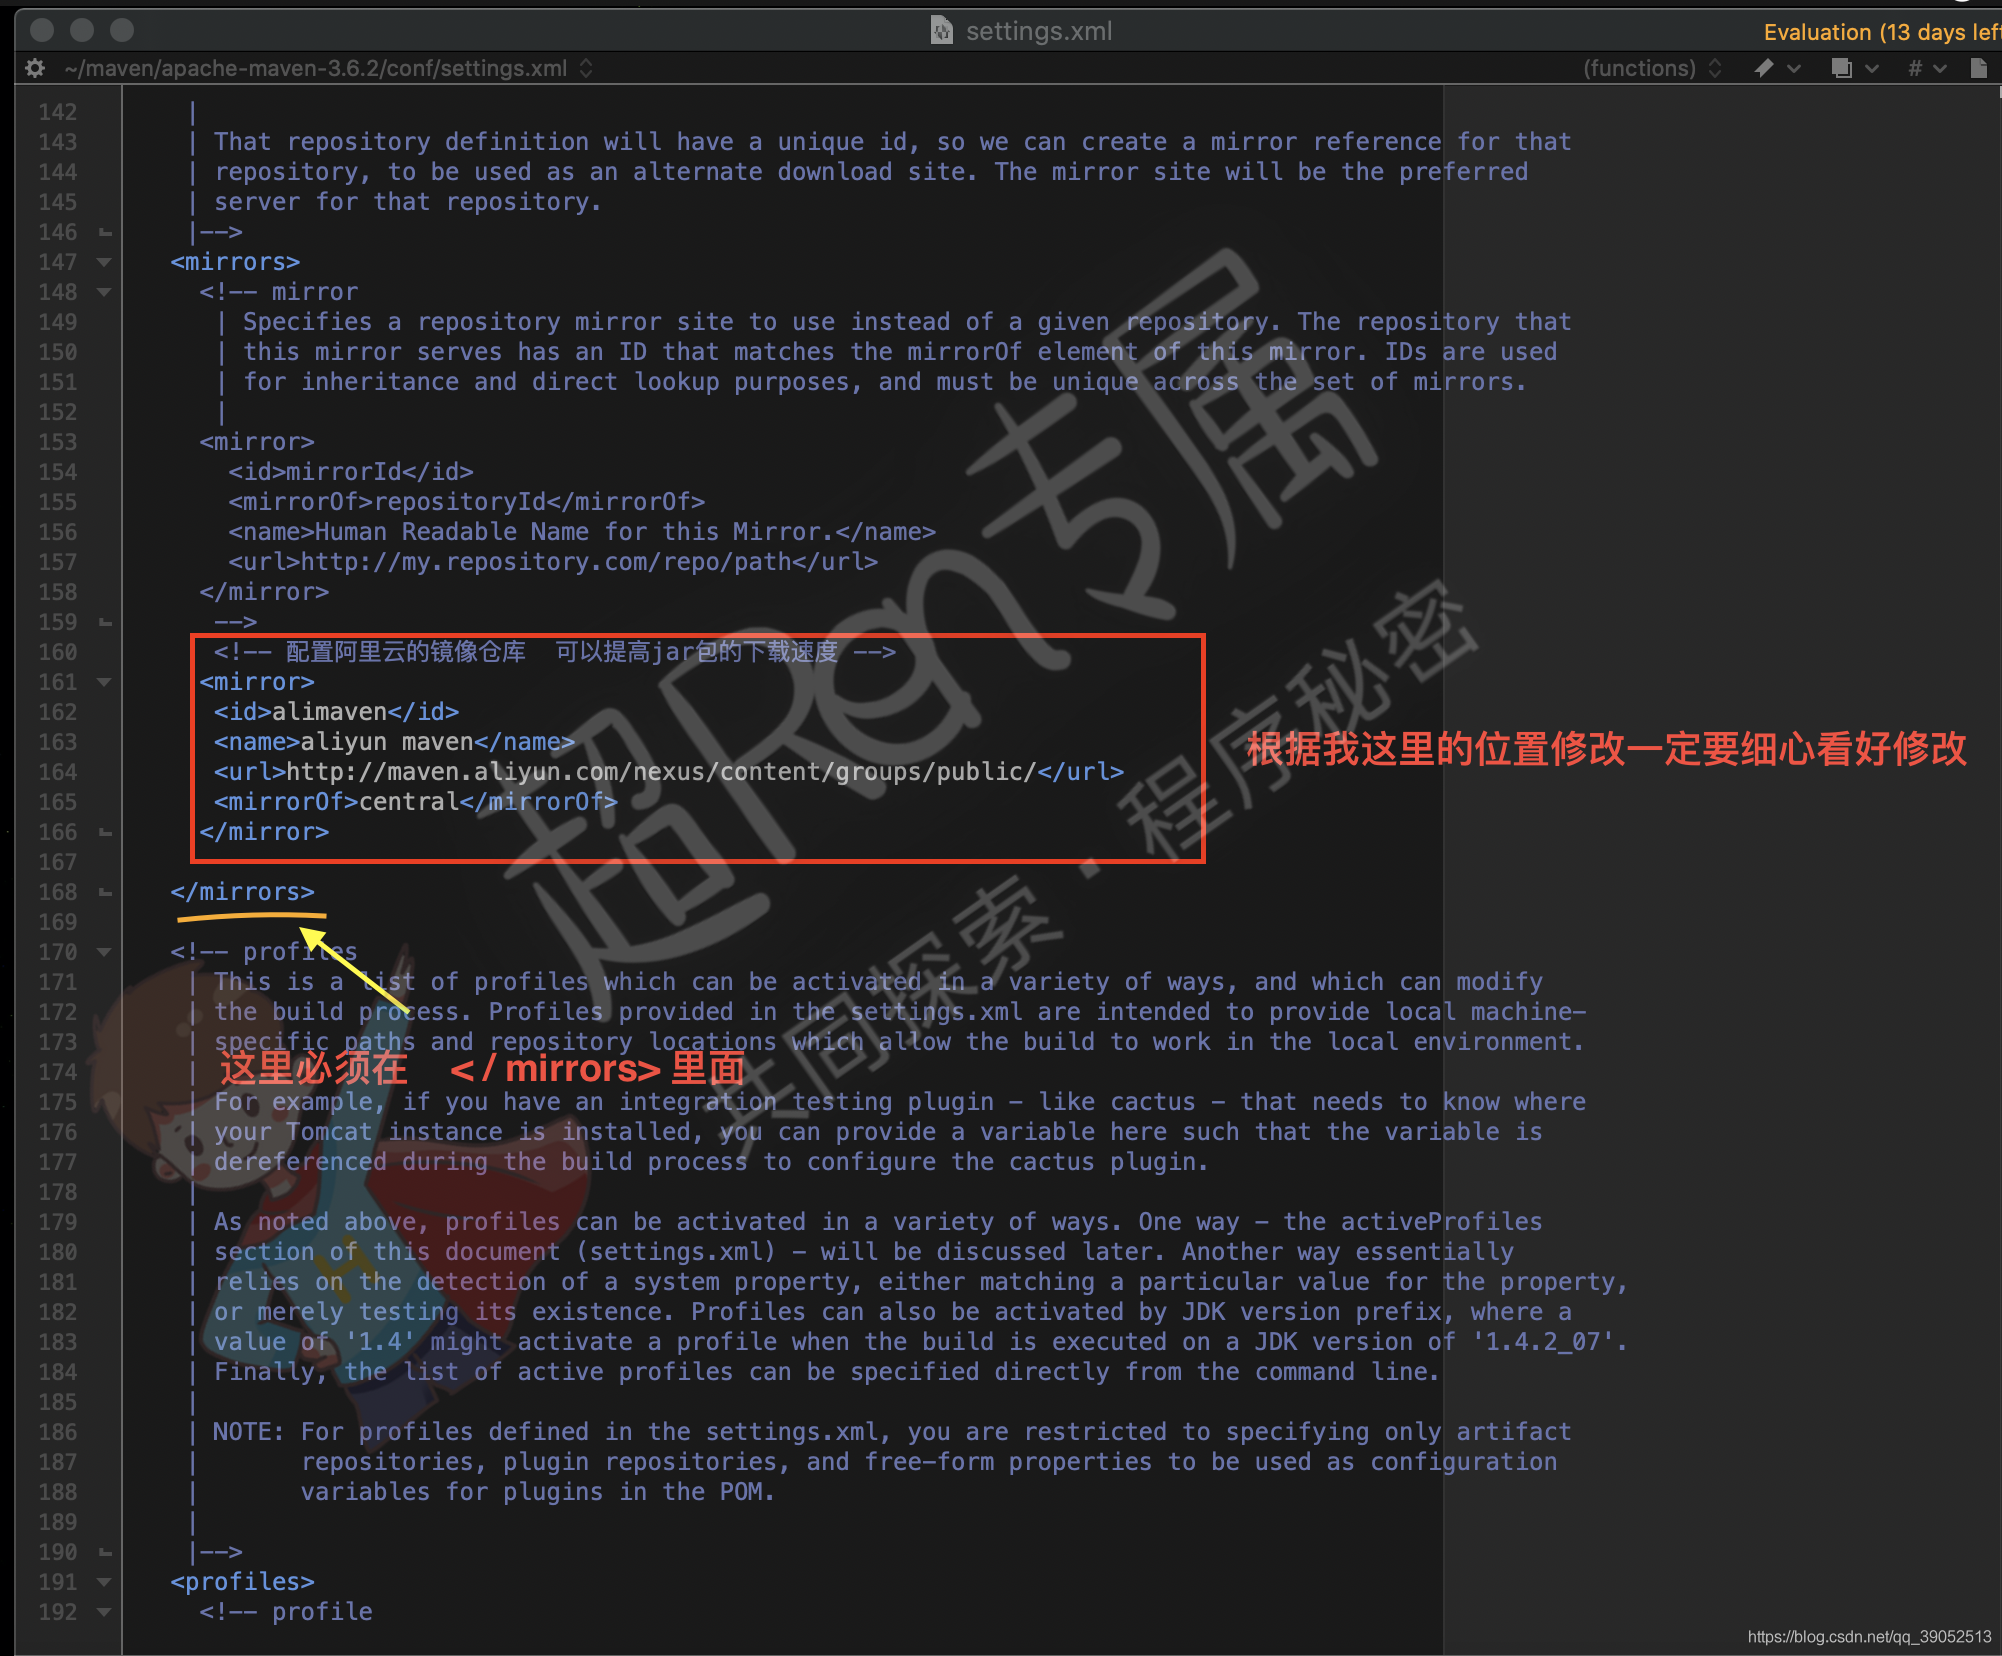 settings.xml
Evaluation (13 days left
~/maven/apache-maven-3.6.2/conf/settings.xml
(functions)
#
142 |
143 | That repository definition will have a unique id, so we can create a mirror reference for that
144 | repository, to be used as an alternate download site. The mirror site will be the preferred
145 | server for that repository.
146 |-->
147 <mirrors>
148 <!-- mirror
149 | Specifies a repository mirror site to use instead of a given repository. The repository that
150 | this mirror serves has an ID that matches the mirrorOf element of this mirror. IDs are used
151 | for inheritance and direct lookup purposes, and must be unique across the set of mirrors.
152 |
153 <mirror>
154 <id>mirrorId</id>
155 <mirrorOf>repositoryId</mirrorOf>
156 <name>Human Readable Name for this Mirror.</name>
157 <url>http://my.repository.com/repo/path</url>
158 </mirror>
159 -->
160 <!-- 配置阿里云的镜像仓库 可以提高jar包的下载速度 -->
161 <mirror>
162 <id>alimaven</id>
163 <name>aliyun maven</name>
164 <url>http://maven.aliyun.com/nexus/content/groups/public/</url>
165 <mirrorOf>central</mirrorOf>
166 </mirror>
167
168 </mirrors>
169
根据我这里的位置修改一定要细心看好修改
170 <!-- profiles
171 | This is a list of profiles which can be activated in a variety of ways, and which can modify
172 | the build process. Profiles provided in the settings.xml are intended to provide local machine-
173 | specific paths and repository locations which allow the build to work in the local environment.
174 |
这里必须在 </mirrors>里面
175 | For example, if you have an integration testing plugin - like cactus - that needs to know where
176 | your Tomcat instance is installed, you can provide a variable here such that the variable is
177 | dereferenced during the build process to configure the cactus plugin.
178 |
179 | As noted above, profiles can be activated in a variety of ways. One way - the activeProfiles
180 | section of this document (settings.xml) - will be discussed later. Another way essentially
181 | relies on the detection of a system property, either matching a particular value for the property,
182 | or merely testing its existence. Profiles can also be activated by JDK version prefix, where a
183 | value of '1.4' might activate a profile when the build is executed on a JDK version of '1.4.2_07'.
184 | Finally, the list of active profiles can be specified directly from the command line.
185 |
186 | NOTE: For profiles defined in the settings.xml, you are restricted to specifying only artifact
187 | repositories, plugin repositories, and free-form properties to be used as configuration
188 | variables for plugins in the POM.
189 |
190 |-->
191 <profiles>
192 <!-- profile
超Ran专属
共同探索·程序秘密
H
https://blog.csdn.net/qq_39052513